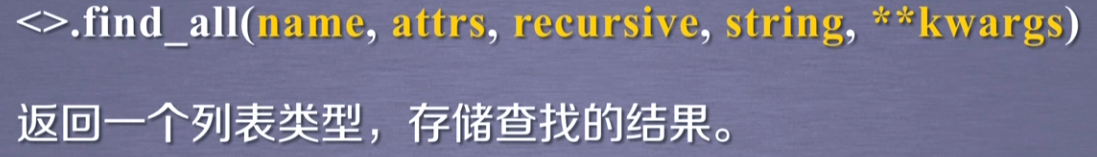 <>.find_all(name, attrs, recursive, string, **kwargs)
返回一个列表类型，存储查找的结果。